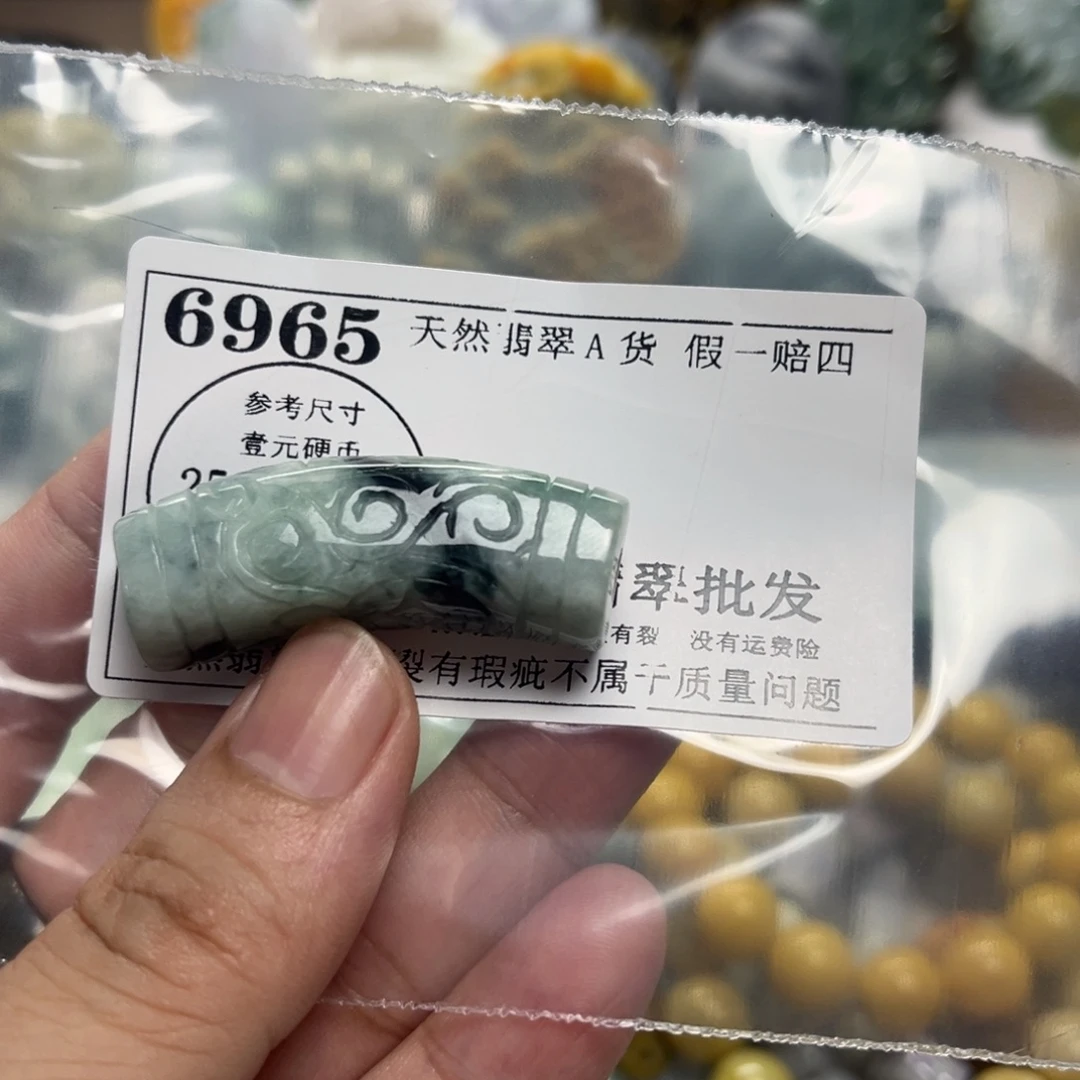 6965 天然翡翠A货 假一赔四
参考尺寸
壹元硬币
25
翠批发
有裂 没有运费险
裂有瑕疵不属于质量问题